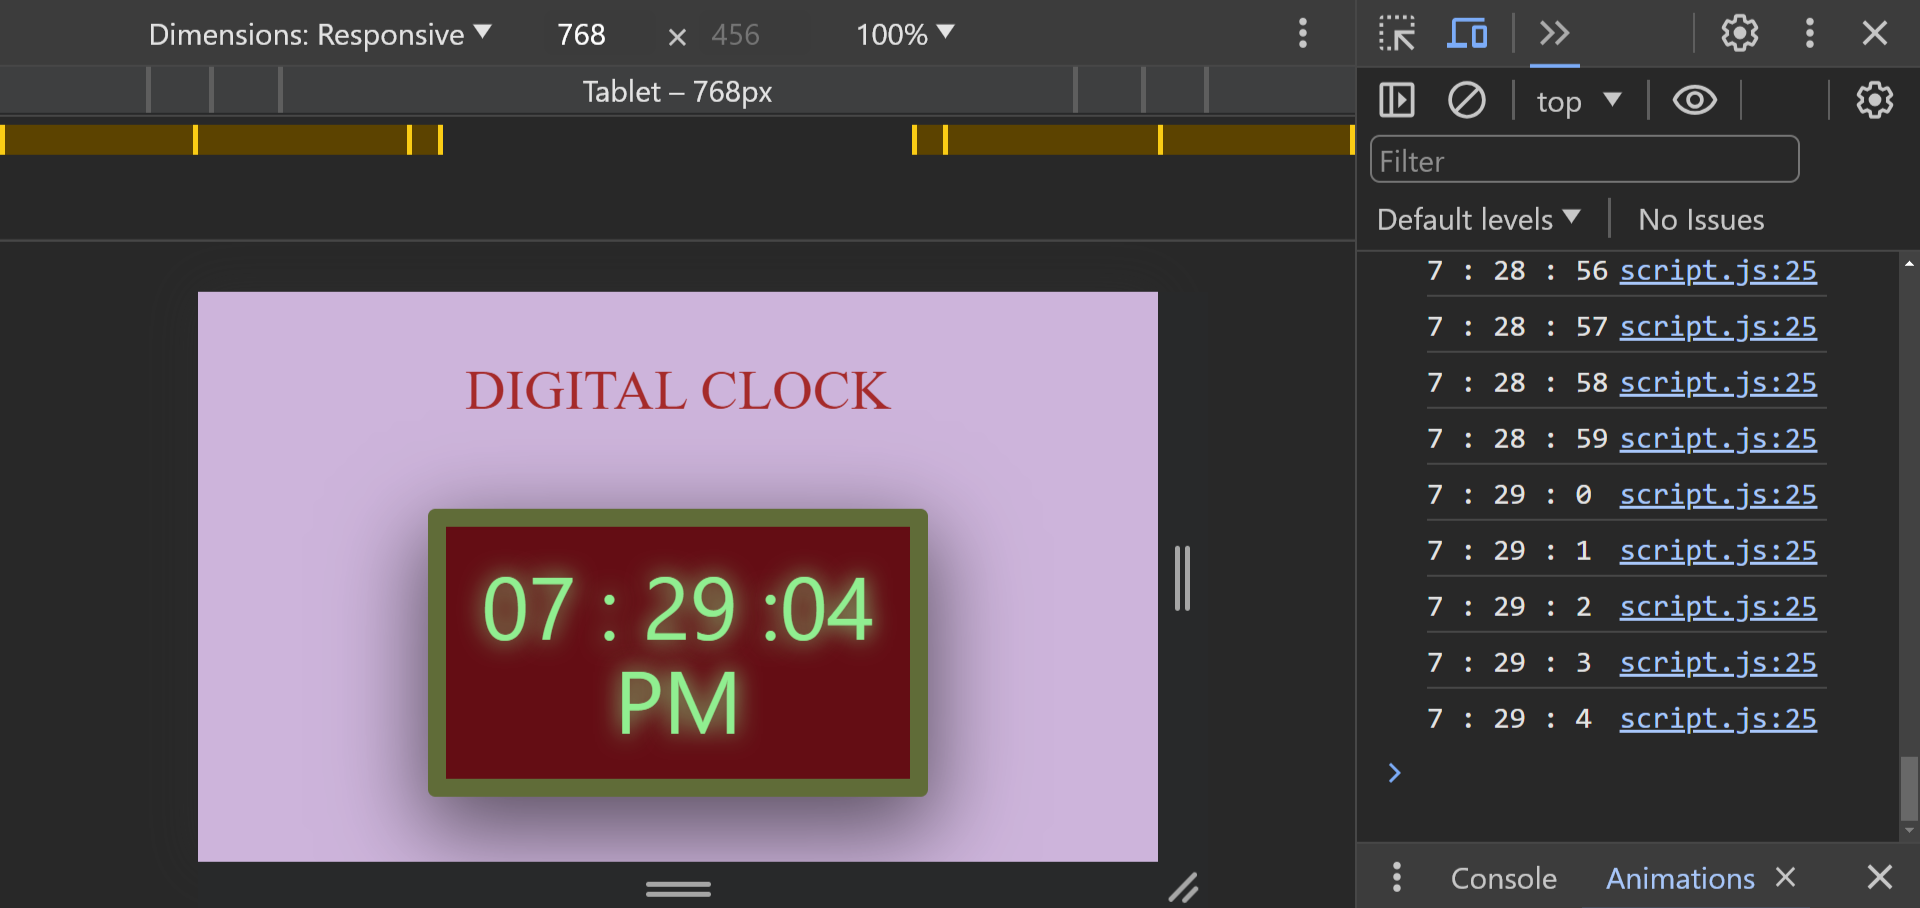 Dimensions: Responsive ▼ 768 × 456 100% ▼
Tablet – 768px
DIGITAL CLOCK
07 : 29 :04
PM
top ▼
Filter
Default levels ▼ No Issues
7 : 28 : 56 script.js:25
7 : 28 : 57 script.js:25
7 : 28 : 58 script.js:25
7 : 28 : 59 script.js:25
7 : 29 : 0 script.js:25
7 : 29 : 1 script.js:25
7 : 29 : 2 script.js:25
7 : 29 : 3 script.js:25
7 : 29 : 4 script.js:25
Console Animations